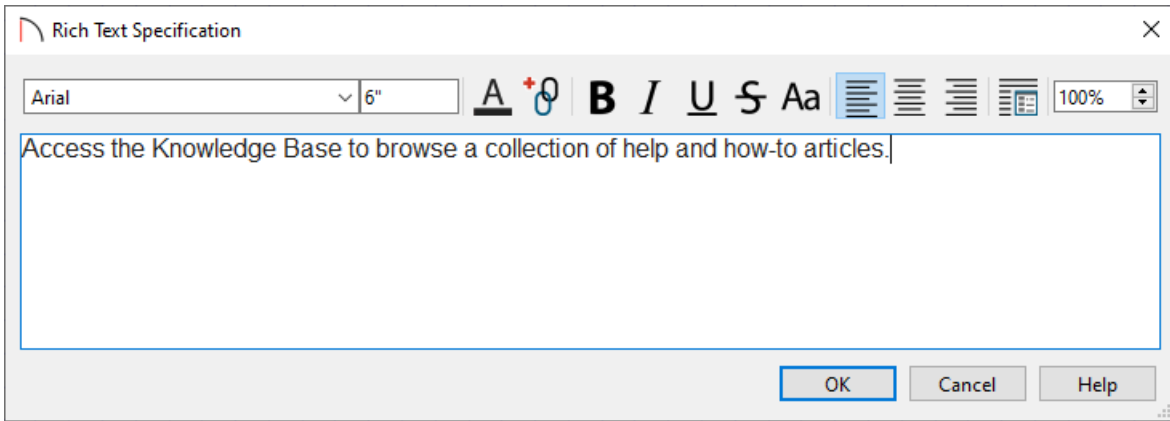 Rich Text Specification
Arial 6" A B I U S Aa 100%
Access the Knowledge Base to browse a collection of help and how-to articles.
OK Cancel Help